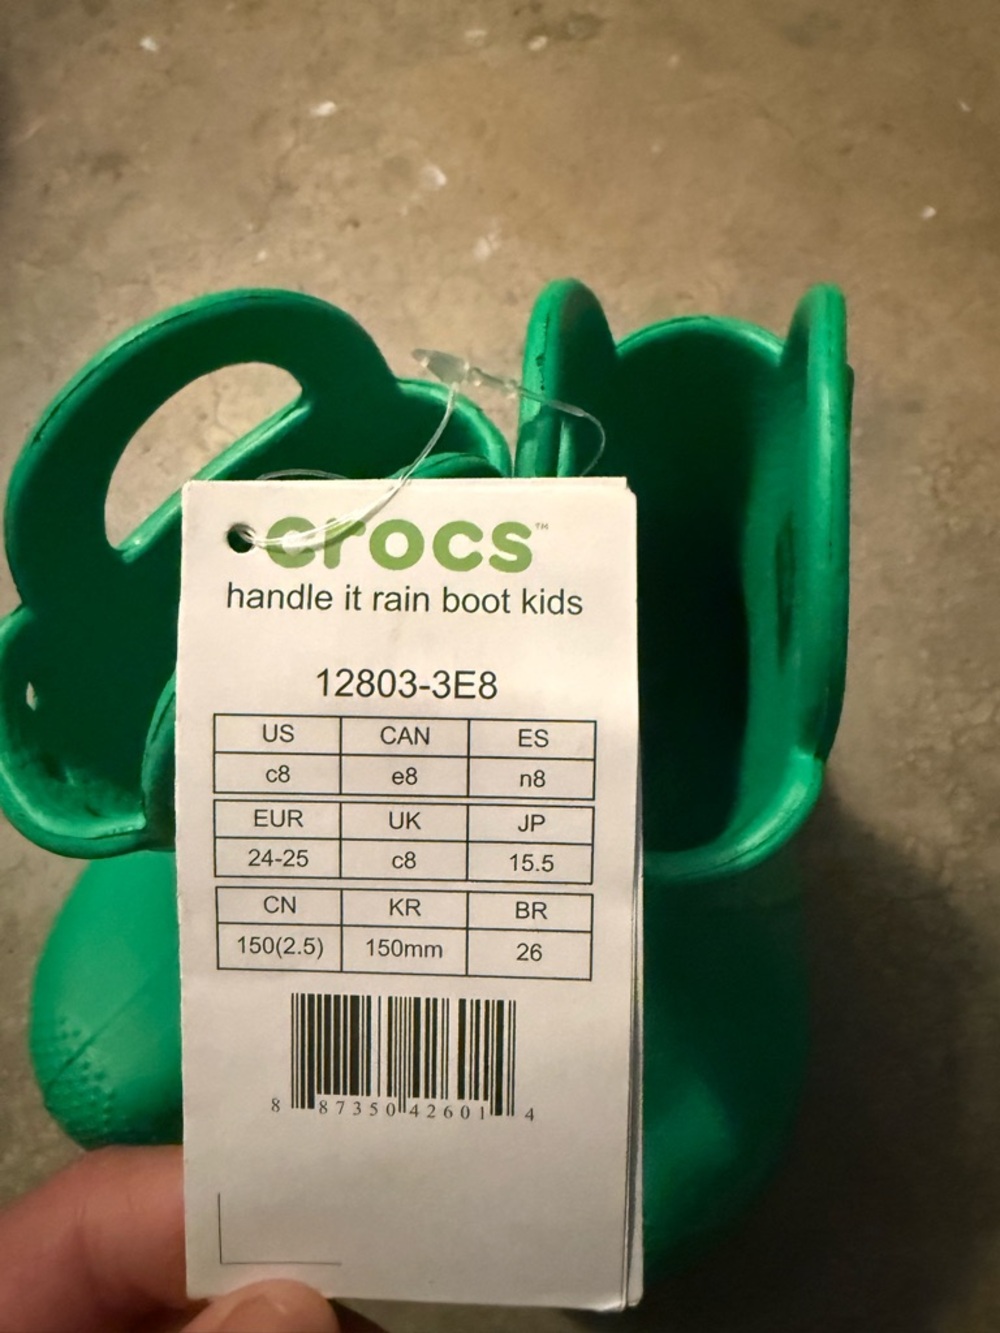 crocs™
handle it rain boot kids
12803-3E8
US CAN ES
c8 e8 n8
EUR UK JP
24-25 c8 15.5
CN KR BR
150(2.5) 150mm 26
8 87350 42601 4